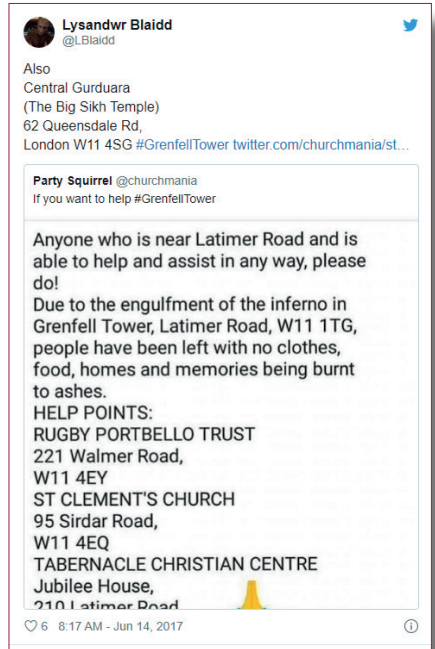 Lysandwr Blaidd
@LBlaidd
Also
Central Gurduara
(The Big Sikh Temple)
62 Queensdale Rd,
London W11 4SG #GrenfellTower twitter.com/churchmania/st…
Party Squirrel @churchmania
If you want to help #GrenfellTower
Anyone who is near Latimer Road and is
able to help and assist in any way, please
do!
Due to the engulfment of the inferno in
Grenfell Tower, Latimer Road, W11 1TG,
people have been left with no clothes,
food, homes and memories being burnt
to ashes.
HELP POINTS:
RUGBY PORTBELLO TRUST
221 Walmer Road,
W11 4EY
ST CLEMENT'S CHURCH
95 Sirdar Road,
W11 4EQ
TABERNACLE CHRISTIAN CENTRE
Jubilee House,
210 Latimer Road
6 8:17 AM - Jun 14, 2017